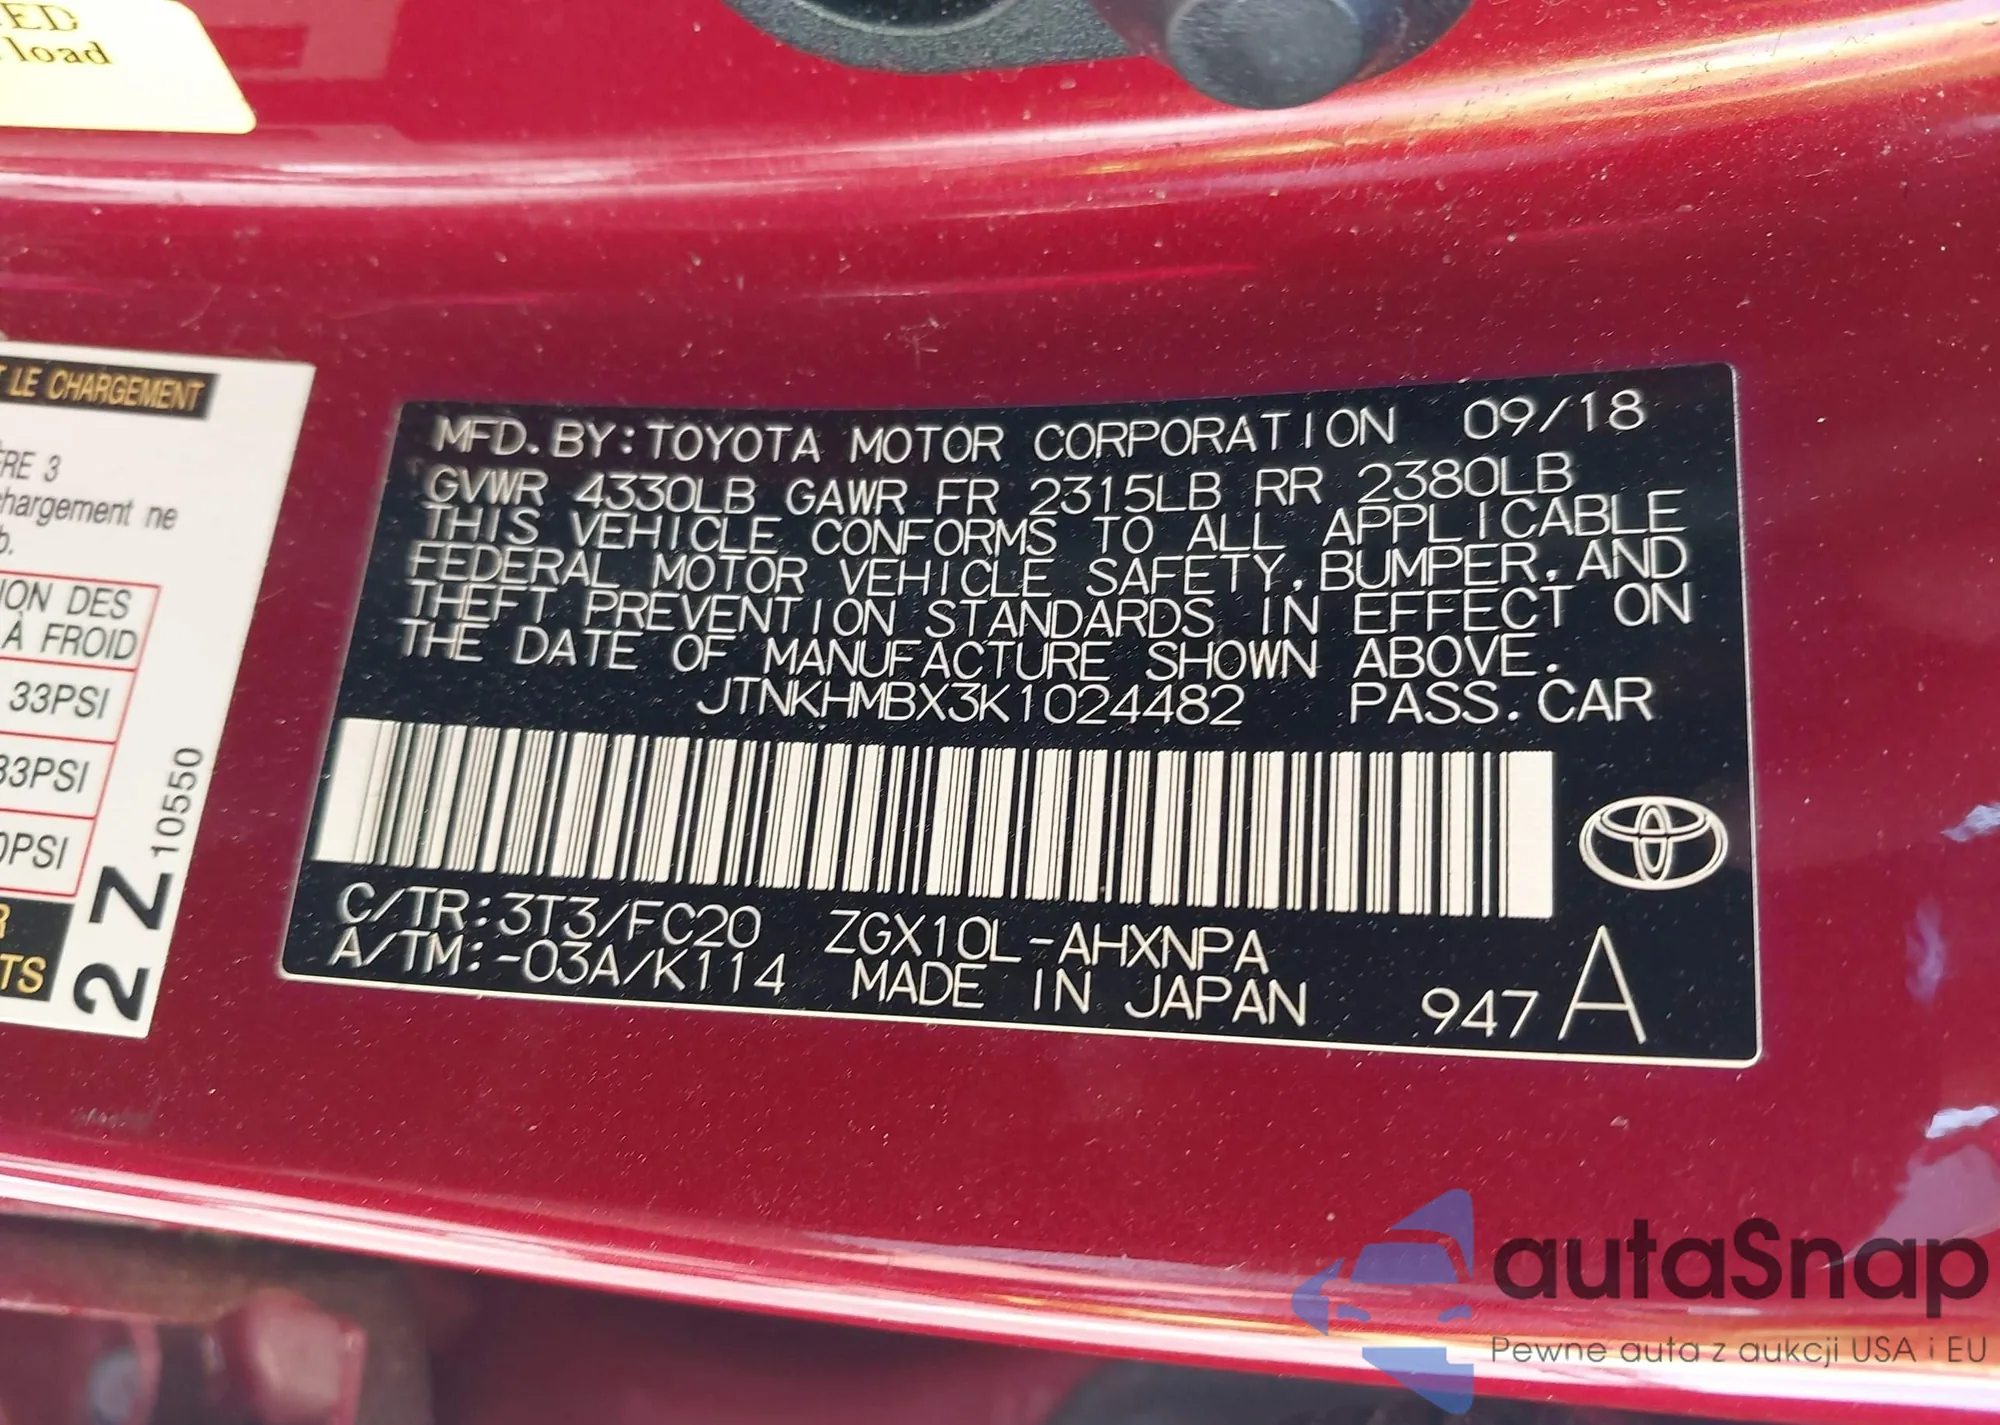 ED
load
LE CHARGEMENT
ÈRE 3
chargement ne
b.
ION DES
À FROID
33PSI
33PSI
0PSI
R
TS
2Z
10550
MFD. BY: TOYOTA MOTOR CORPORATION 09/18
GVWR 4330LB GAWR FR 2315LB RR 2380LB
THIS VEHICLE CONFORMS TO ALL APPLICABLE
FEDERAL MOTOR VEHICLE SAFETY, BUMPER, AND
THEFT PREVENTION STANDARDS IN EFFECT ON
THE DATE OF MANUFACTURE SHOWN ABOVE.
JTNKHMBX3K1024482 PASS. CAR
C/TR: 3T3/FC20 ZGX10L-AHXNPA
A/TM: -03A/K114 MADE IN JAPAN 947 A
autaSnap
Pewne auta z aukcji USA i EU